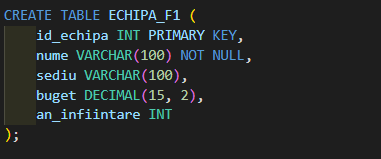 CREATE TABLE ECHIPA_F1 (
    id_echipa INT PRIMARY KEY,
    nume VARCHAR(100) NOT NULL,
    sediu VARCHAR(100),
    buget DECIMAL(15, 2),
    an_infiintare INT
);